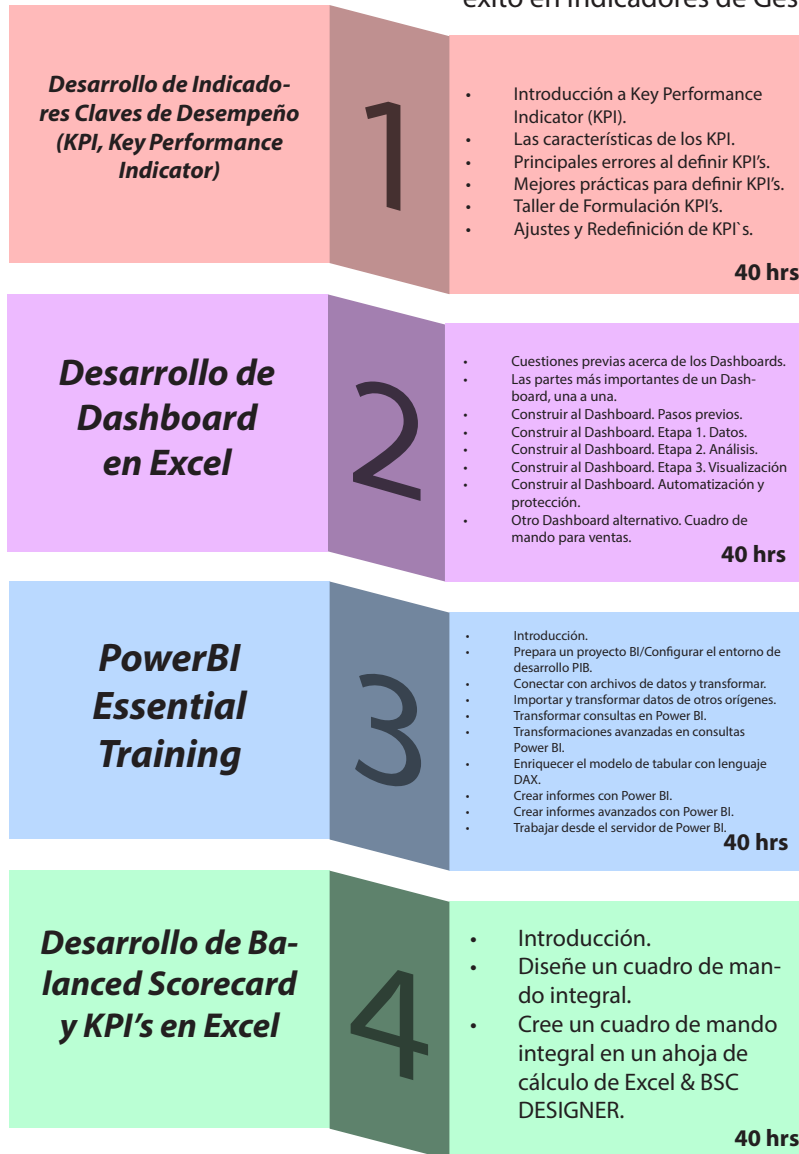 éxito en Indicadores de Ges
Desarrollo de Indicado-
res Claves de Desempeño
(KPI, Key Performance
Indicator)
1
• Introducción a Key Performance
Indicator (KPI).
• Las características de los KPI.
• Principales errores al definir KPI's.
• Mejores prácticas para definir KPI's.
• Taller de Formulación KPI's.
• Ajustes y Redefinición de KPI`s.
40 hrs
Desarrollo de
Dashboard
en Excel
2
• Cuestiones previas acerca de los Dashboards.
• Las partes más importantes de un Dash-
board, una a una.
• Construir al Dashboard. Pasos previos.
• Construir al Dashboard. Etapa 1. Datos.
• Construir al Dashboard. Etapa 2. Análisis.
• Construir al Dashboard. Etapa 3. Visualización
• Construir al Dashboard. Automatización y
protección.
• Otro Dashboard alternativo. Cuadro de
mando para ventas.
40 hrs
PowerBI
Essential
Training
3
• Introducción.
• Prepara un proyecto BI/Configurar el entorno de
desarrollo PIB.
• Conectar con archivos de datos y transformar.
• Importar y transformar datos de otros orígenes.
• Transformar consultas en Power BI.
• Transformaciones avanzadas en consultas
Power BI.
• Enriquecer el modelo de tabular con lenguaje
DAX.
• Crear informes con Power BI.
• Crear informes avanzados con Power BI.
• Trabajar desde el servidor de Power BI.
40 hrs
Desarrollo de Ba-
lanced Scorecard
y KPI's en Excel
4
• Introducción.
• Diseñe un cuadro de man-
do integral.
• Cree un cuadro de mando
integral en un ahoja de
cálculo de Excel & BSC
DESIGNER.
40 hrs